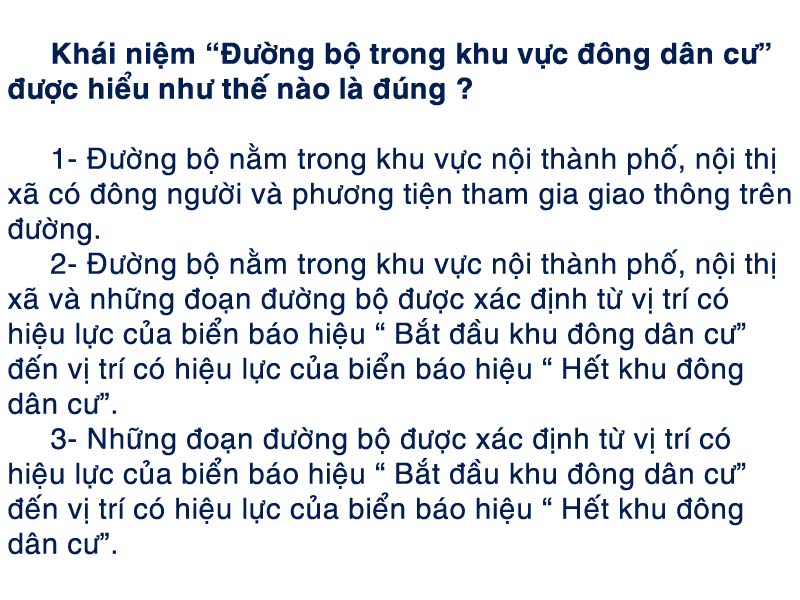 Khái niệm “Đường bộ trong khu vực đông dân cư”
được hiểu như thế nào là đúng ?
1- Đường bộ nằm trong khu vực nội thành phố, nội thị
xã có đông người và phương tiện tham gia giao thông trên
đường.
2- Đường bộ nằm trong khu vực nội thành phố, nội thị
xã và những đoạn đường bộ được xác định từ vị trí có
hiệu lực của biển báo hiệu “ Bắt đầu khu đông dân cư”
đến vị trí có hiệu lực của biển báo hiệu “ Hết khu đông
dân cư”.
3- Những đoạn đường bộ được xác định từ vị trí có
hiệu lực của biển báo hiệu “ Bắt đầu khu đông dân cư”
đến vị trí có hiệu lực của biển báo hiệu “ Hết khu đông
dân cư”.